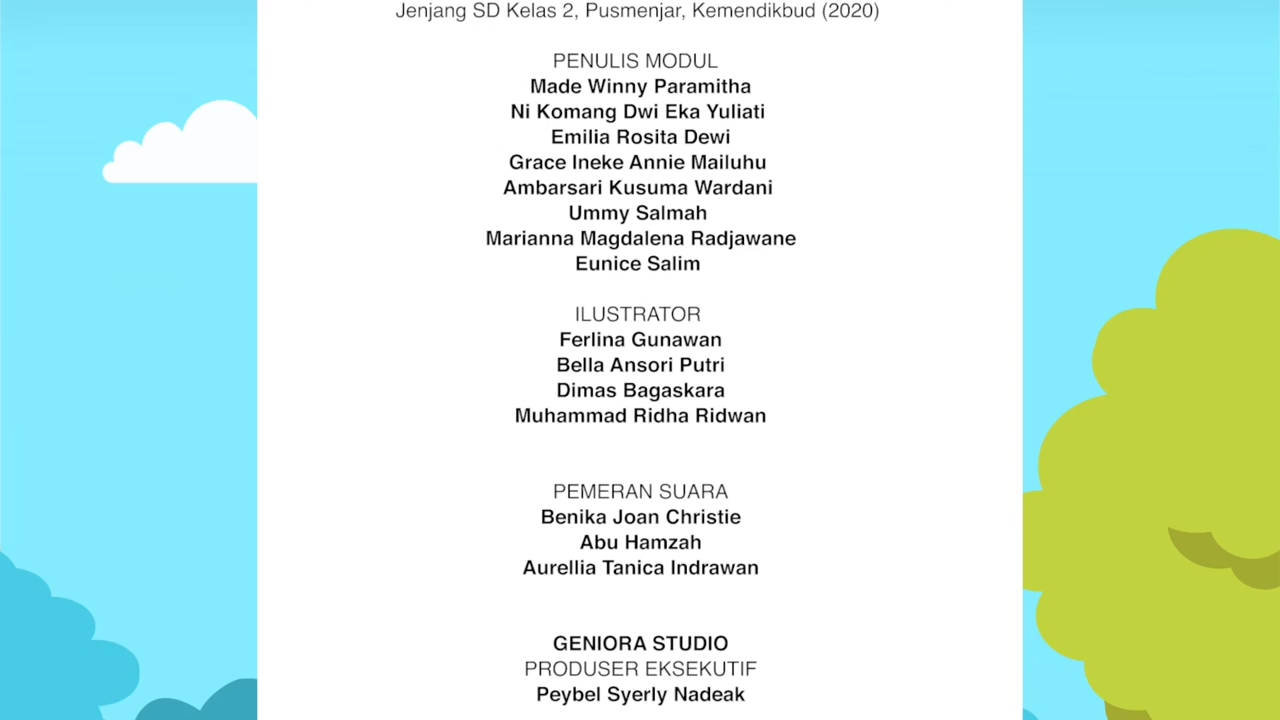 Jenjang SD Kelas 2, Pusmenjar, Kemendikbud (2020)
PENULIS MODUL
Made Winny Paramitha
Ni Komang Dwi Eka Yuliati
Emilia Rosita Dewi
Grace Ineke Annie Mailuhu
Ambarsari Kusuma Wardani
Ummy Salmah
Marianna Magdalena Radjawane
Eunice Salim
ILUSTRATOR
Ferlina Gunawan
Bella Ansori Putri
Dimas Bagaskara
Muhammad Ridha Ridwan
PEMERAN SUARA
Benika Joan Christie
Abu Hamzah
Aurellia Tanica Indrawan
GENIORA STUDIO
PRODUSER EKSEKUTIF
Peybel Syerly Nadeak